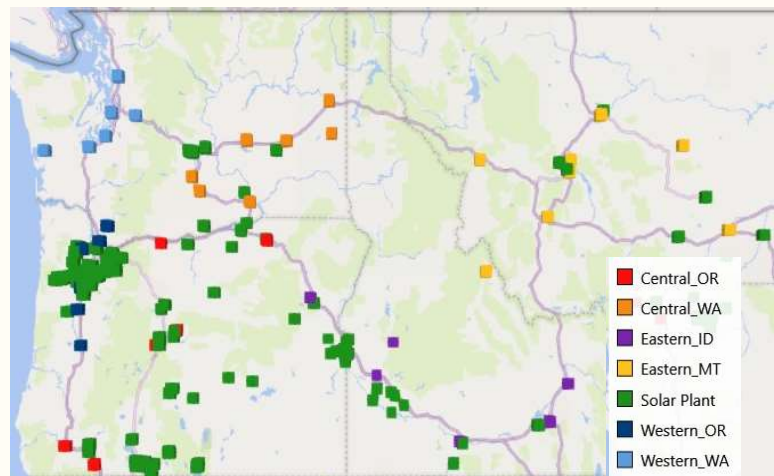 Central_OR
Central_WA
Eastern_ID
Eastern_MT
Solar Plant
Western_OR
Western_WA